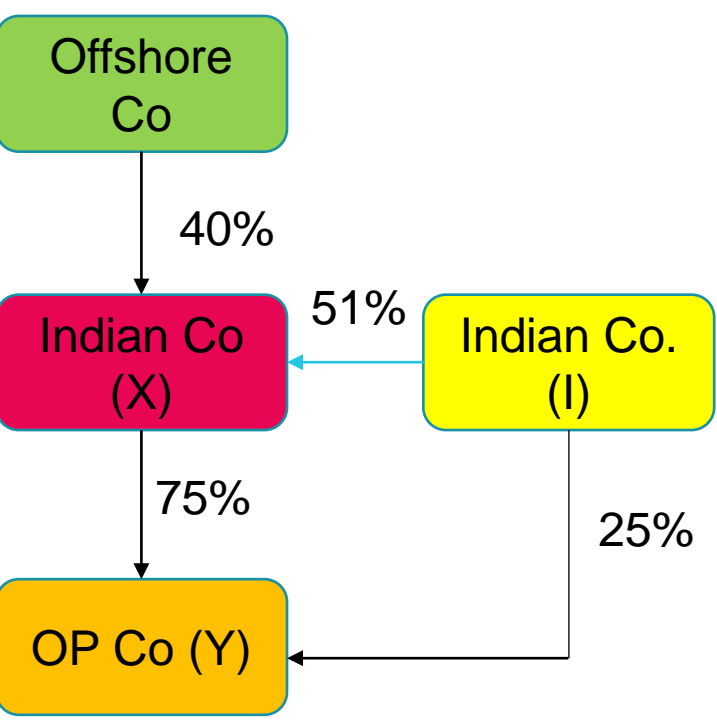 Offshore
Co
40%
51%
Indian Co
(X)
Indian Co.
(I)
75%
25%
OP Co (Y)